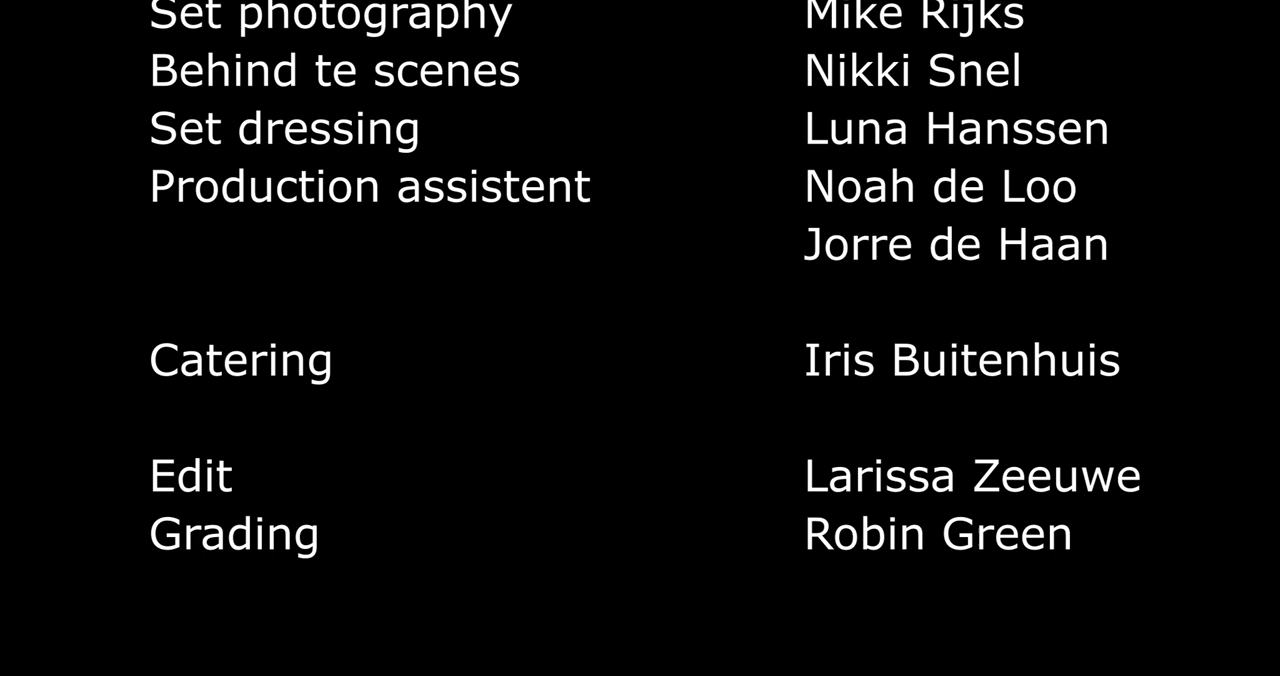 Set photography Mike Rijks
Behind te scenes Nikki Snel
Set dressing Luna Hanssen
Production assistent Noah de Loo
Jorre de Haan
Catering Iris Buitenhuis
Edit Larissa Zeeuwe
Grading Robin Green